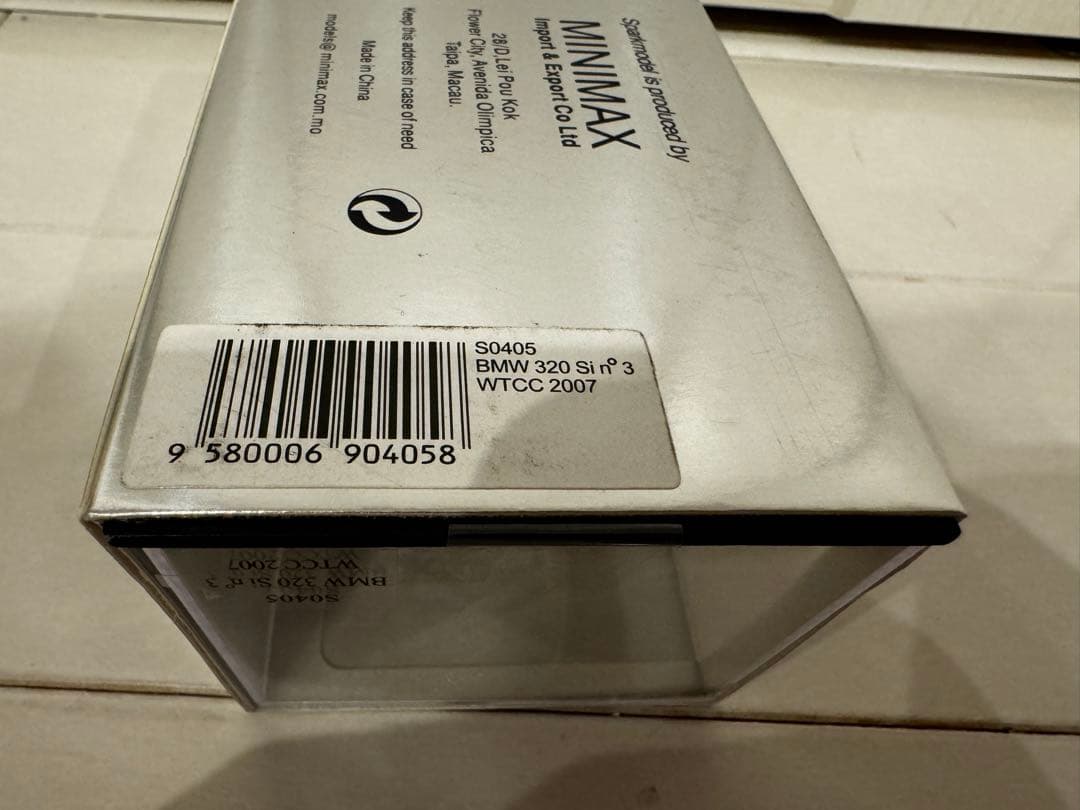 Sparkmodel is produced by
MINIMAX
Import & Export Co Ltd
28/D, Lei Pou Kok
Flower City, Avenida Olimpica
Taipa, Macau.
Keep this address in case of need
Made in China
models@minimax.com.mo
S0405
BMW 320 Si nº 3
WTCC 2007
9 580006 904058
S0405
BMW 320 Si nº 3
WTCC 2007